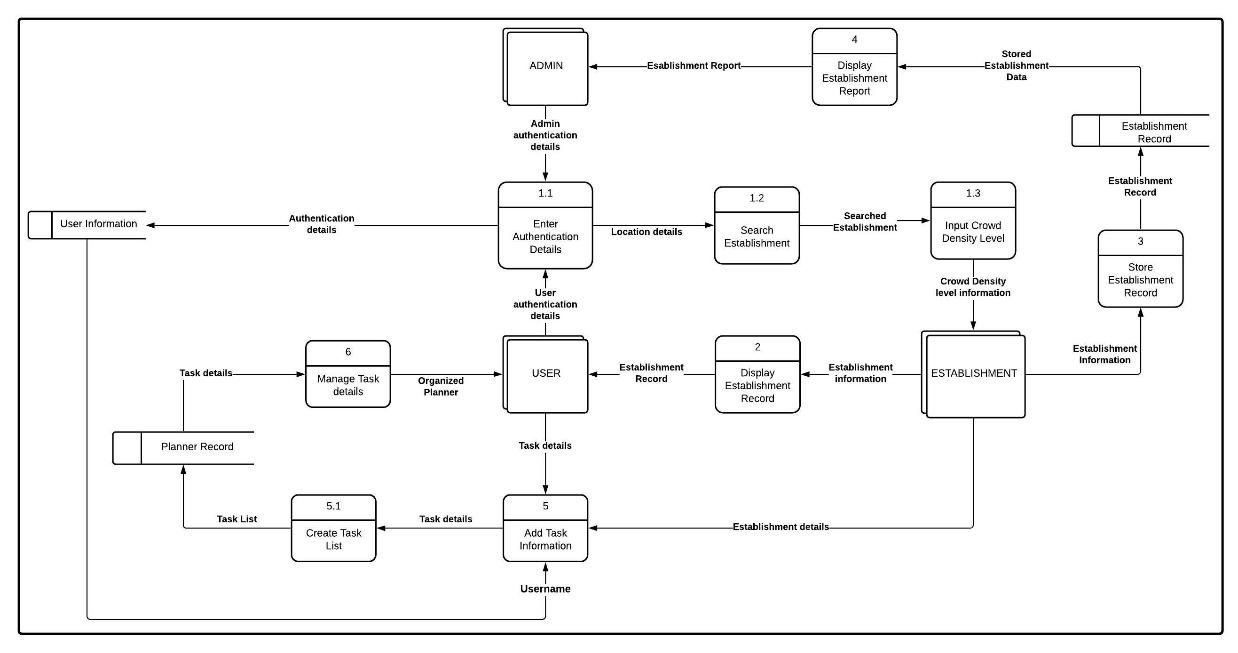 4
Stored
Establishment
Data
ADMIN
Esablishment Report
Display
Establishment
Report
Establishment
Record
Admin
authentication
details
Establishment
Record
1.1
1.2
1.3
User Information
Authentication
details
Enter
Authentication
Details
Location details
Search
Establishment
Searched
Establishment
Input Crowd
Density Level
3
Store
Establishment
Record
User
authentication
details
Crowd Density
level information
Establishment
Information
6
2
Task details
Manage Task
details
Organized
Planner
USER
Establishment
Record
Display
Establishment
Record
Establishment
information
ESTABLISHMENT
Planner Record
Task details
5.1
5
Task List
Create Task
List
Task details
Add Task
Information
Establishment details
Username